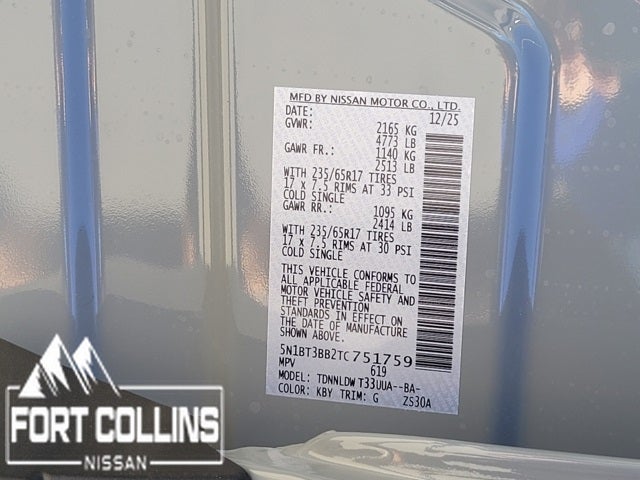 MFD BY NISSAN MOTOR CO., LTD.
DATE: 12/25
GVWR: 2165 KG
4773 LB
GAWR FR.: 1140 KG
2513 LB
WITH 235/65R17 TIRES
17 x 7.5 RIMS AT 33 PSI
COLD SINGLE
GAWR RR.: 1095 KG
2414 LB
WITH 235/65R17 TIRES
17 x 7.5 RIMS AT 30 PSI
COLD SINGLE
THIS VEHICLE CONFORMS TO
ALL APPLICABLE FEDERAL
MOTOR VEHICLE SAFETY AND
THEFT PREVENTION
STANDARDS IN EFFECT ON
THE DATE OF MANUFACTURE
SHOWN ABOVE.
5N1BT3BB2TC751759
MPV 619
MODEL: TDNNLDW T33UUA--BA-
COLOR: KBY TRIM: G ZS30A
FORT COLLINS
NISSAN